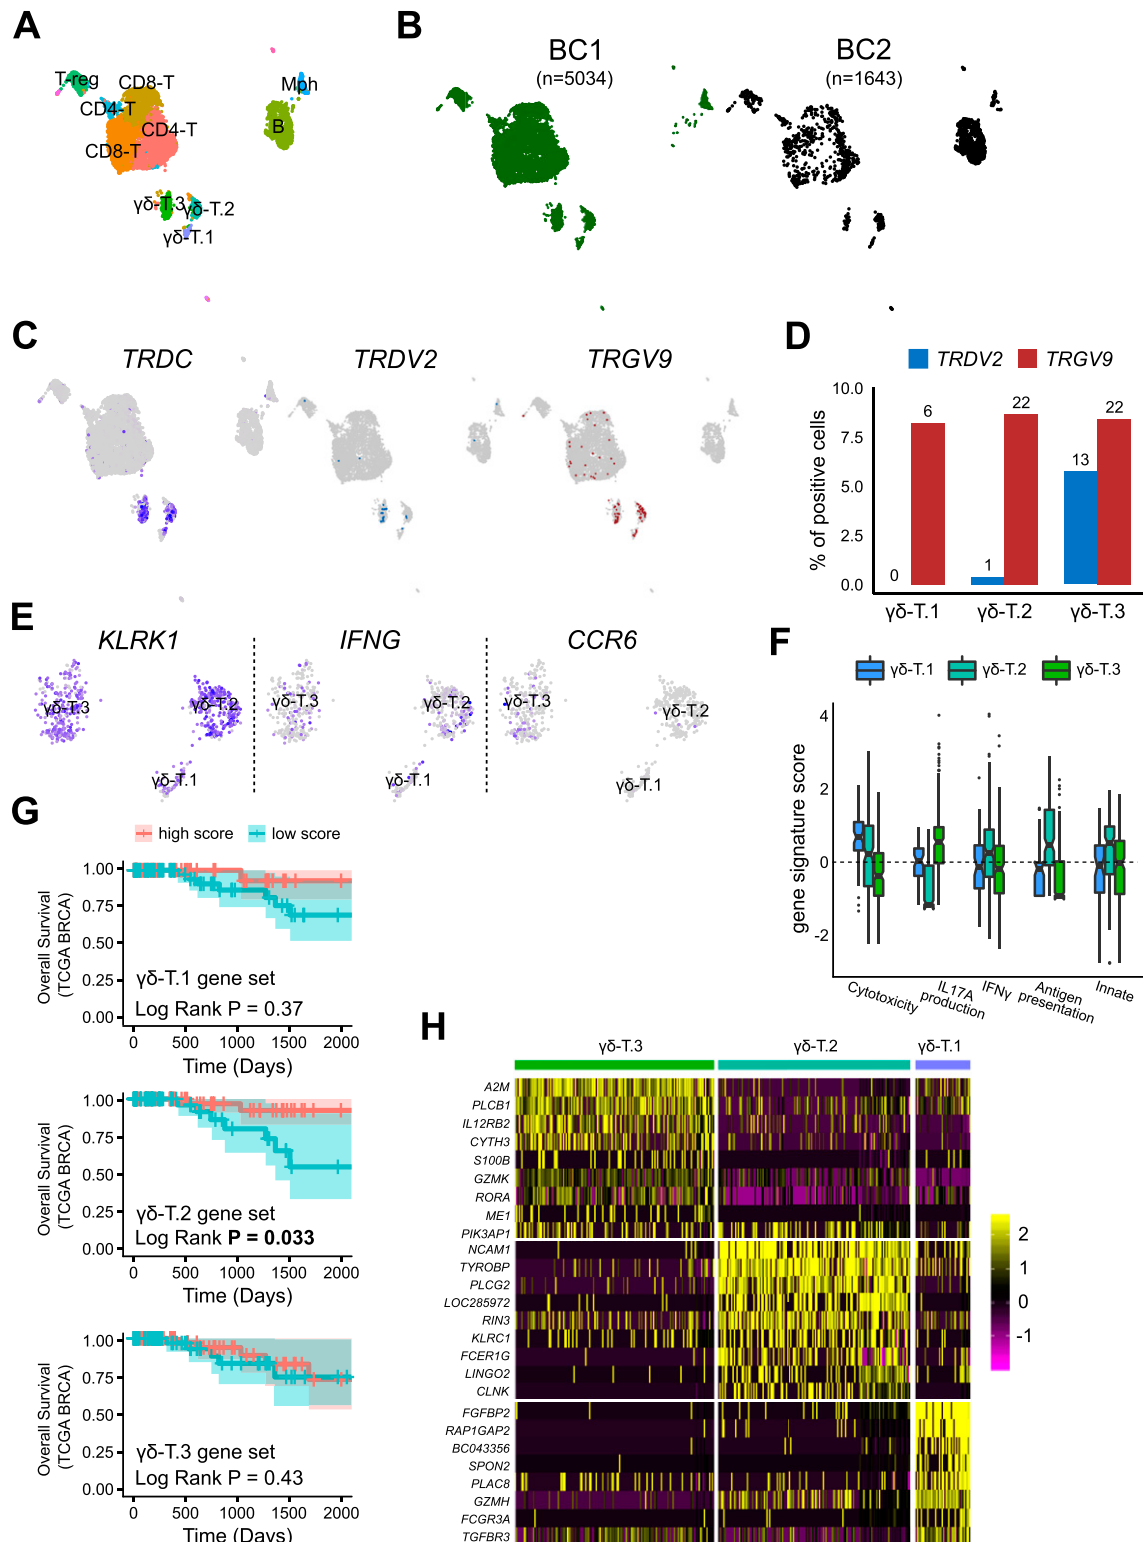 A
T-reg
CD8-T
CD4-T
CD4-T
CD8-T
Mph
B
γδ-T.3
γδ-T.2
γδ-T.1
B
BC1
(n=5034)
BC2
(n=1643)
C
TRDC
TRDV2
TRGV9
D
TRDV2
TRGV9
% of positive cells
10.0
7.5
5.0
2.5
0.0
0
6
1
22
13
22
γδ-T.1
γδ-T.2
γδ-T.3
E
KLRK1
IFNG
CCR6
γδ-T.3
γδ-T.2
γδ-T.1
γδ-T.3
γδ-T.2
γδ-T.1
γδ-T.3
γδ-T.2
γδ-T.1
F
γδ-T.1
γδ-T.2
γδ-T.3
gene signature score
4
2
0
-2
Cytotoxicity
IL17A
production
IFNγ
Antigen
presentation
Innate
G
high score
low score
Overall Survival
(TCGA BRCA)
1.00
0.75
0.50
0.25
0.00
γδ-T.1 gene set
Log Rank P = 0.37
0 500 1000 1500 2000
Time (Days)
Overall Survival
(TCGA BRCA)
1.00
0.75
0.50
0.25
0.00
γδ-T.2 gene set
Log Rank P = 0.033
0 500 1000 1500 2000
Time (Days)
Overall Survival
(TCGA BRCA)
1.00
0.75
0.50
0.25
0.00
γδ-T.3 gene set
Log Rank P = 0.43
0 500 1000 1500 2000
Time (Days)
H
γδ-T.3
γδ-T.2
γδ-T.1
A2M
PLCB1
IL12RB2
CYTH3
S100B
GZMK
RORA
ME1
PIK3AP1
NCAM1
TYROBP
PLCG2
LOC285972
RIN3
KLRC1
FCER1G
LINGO2
CLNK
FGFBP2
RAP1GAP2
BC043356
SPON2
PLAC8
GZMH
FCGR3A
TGFBR3
2
1
0
-1